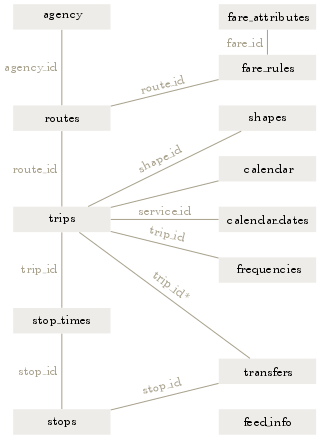 agency
fare_attributes
agency_id
fare_id
fare_rules
route_id
routes
shapes
route_id
shape_id
calendar
trips
service_id
calendar_dates
trip_id
frequencies
trip_id
trip_id*
stop_times
stop_id
transfers
stop_id
stops
feed_info